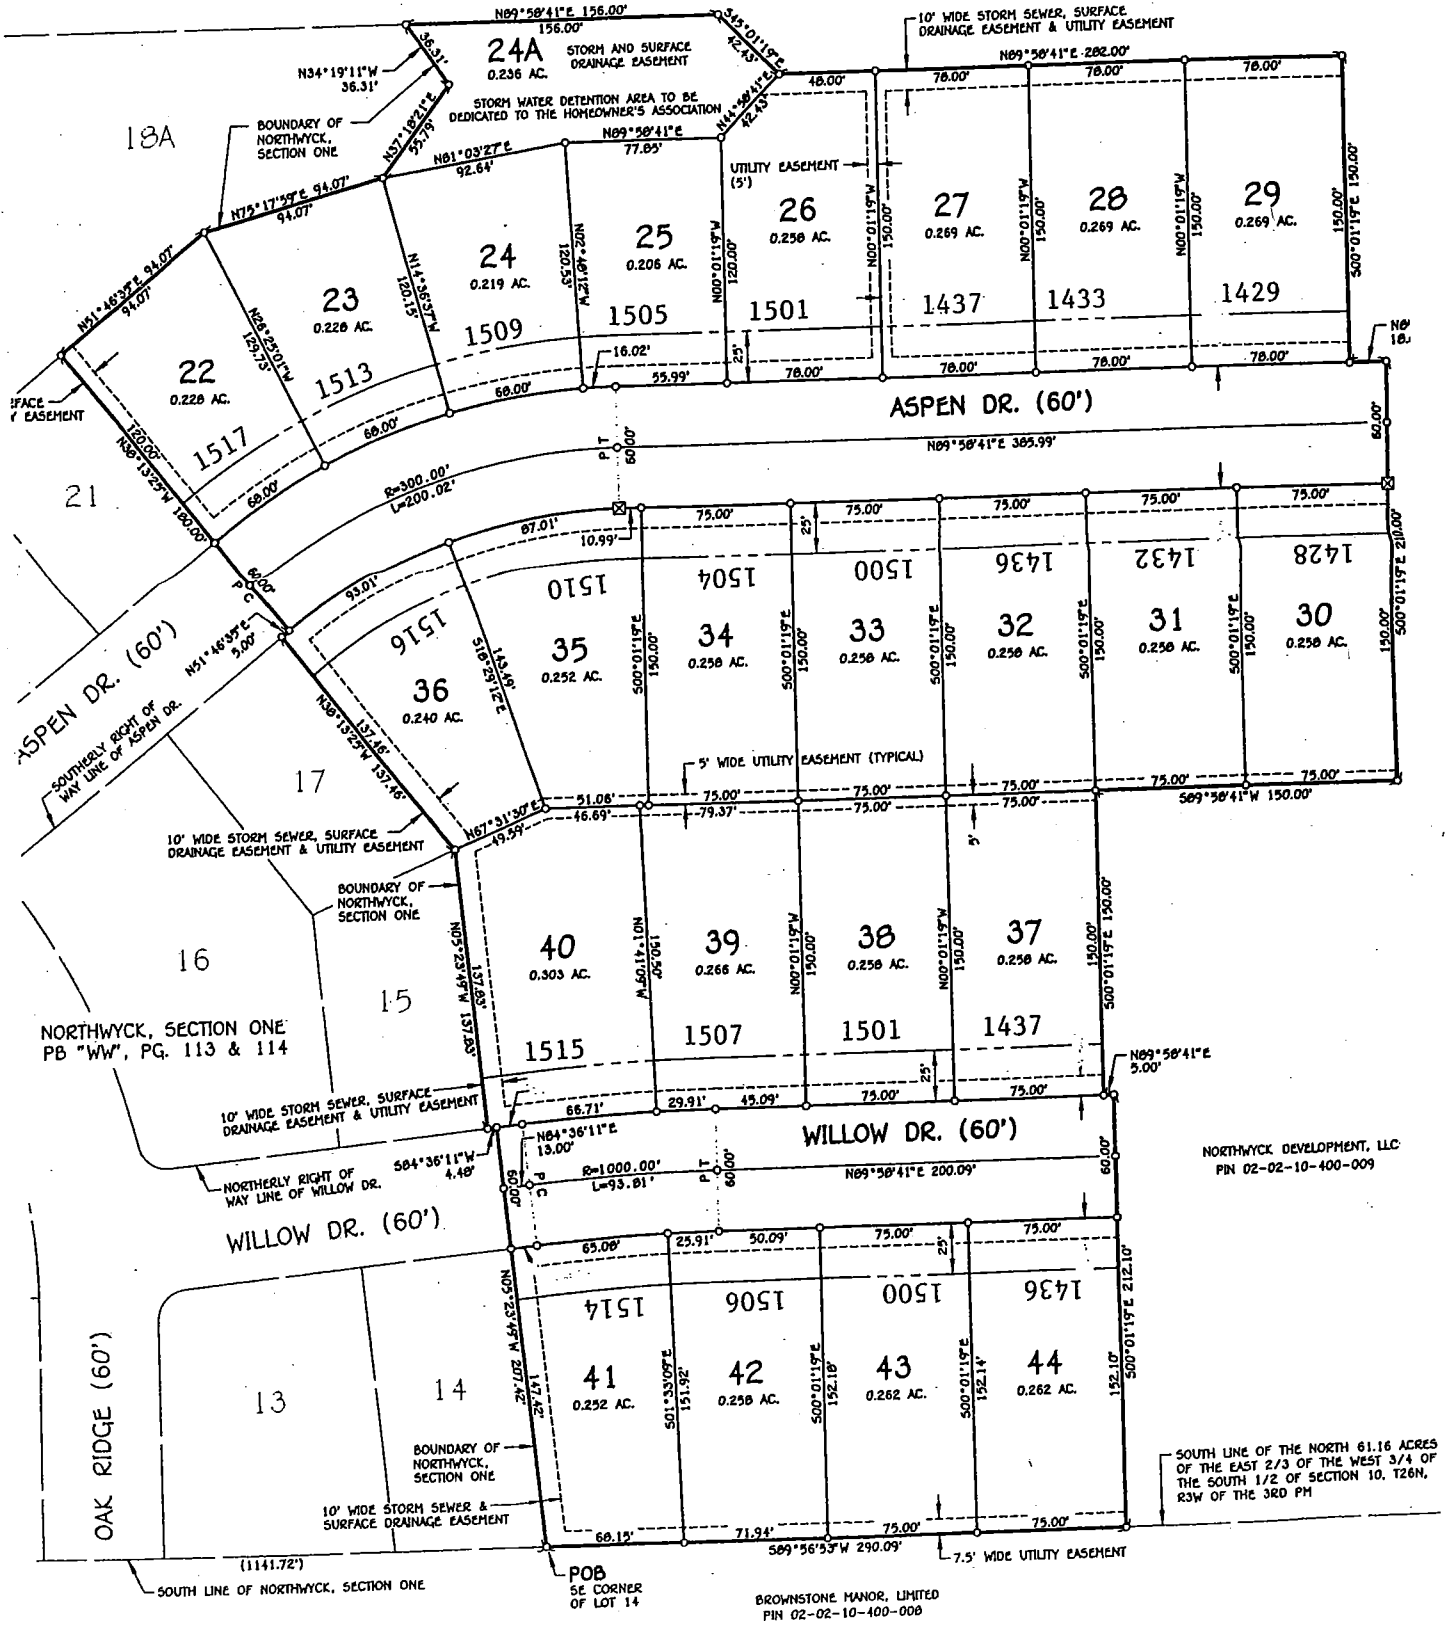 N89°58'41"E 156.00'
156.00'
S45°01'19"E
42.43'
10' WIDE STORM SEWER, SURFACE
DRAINAGE EASEMENT & UTILITY EASEMENT
36.31'
24A
0.236 AC.
STORM AND SURFACE
DRAINAGE EASEMENT
N34°19'11"W
36.31'
N89°58'41"E 282.00'
48.00'
78.00'
78.00'
78.00'
STORM WATER DETENTION AREA TO BE
DEDICATED TO THE HOMEOWNER'S ASSOCIATION
N44°58'41"E
42.43'
18A
BOUNDARY OF
NORTHWYCK,
SECTION ONE
N37°18'21"E
55.79'
N81°03'27"E
92.64'
N89°58'41"E
77.85'
UTILITY EASEMENT
(5')
N75°17'59"E 94.07'
94.07'
N51°46'35"E 94.07'
94.07'
22
0.228 AC.
1517
N26°25'01"W
129.73'
23
0.228 AC.
1513
N14°36'37"W
120.15'
24
0.219 AC.
1509
N02°46'12"W
120.53'
25
0.206 AC.
1505
N00°01'19"W
120.00'
26
0.258 AC.
1501
N00°01'19"W
150.00'
27
0.269 AC.
1437
N00°01'19"W
150.00'
28
0.269 AC.
1433
N00°01'19"W
150.00'
29
0.269 AC.
1429
150.00'
S00°01'19"E 150.00'
25'
16.02'
55.99'
78.00'
78.00'
78.00'
78.00'
68.00'
68.00'
68.00'
120.00'
N38°13'25"W 180.00'
21
ASPEN DR. (60')
N89°58'41"E 385.99'
60.00'
P T
60.00'
R=300.00'
L=200.02'
60.00'
P C
93.01'
87.01'
10.99'
75.00'
75.00'
75.00'
75.00'
75.00'
25'
ASPEN DR. (60')
N51°46'35"E
5.00'
SOUTHERLY RIGHT OF
WAY LINE OF ASPEN DR.
1516
36
0.240 AC.
S18°29'12"E
143.49'
1510
35
0.252 AC.
S00°01'19"E
150.00'
1504
34
0.258 AC.
S00°01'19"E
150.00'
1500
33
0.258 AC.
S00°01'19"E
150.00'
1436
32
0.258 AC.
S00°01'19"E
150.00'
1432
31
0.258 AC.
S00°01'19"E
150.00'
1428
30
0.258 AC.
150.00'
S00°01'19"E 210.00'
N38°13'25"W 137.46'
137.46'
17
5' WIDE UTILITY EASEMENT (TYPICAL)
51.06'
75.00'
75.00'
75.00'
75.00'
75.00'
S89°58'41"W 150.00'
N67°31'30"E
49.59'
46.69'
79.37'
75.00'
75.00'
5'
10' WIDE STORM SEWER, SURFACE
DRAINAGE EASEMENT & UTILITY EASEMENT
BOUNDARY OF
NORTHWYCK,
SECTION ONE
16
15
N05°23'49"W 137.83'
137.83'
40
0.303 AC.
1515
N01°41'09"W
150.50'
39
0.266 AC.
1507
N00°01'19"W
150.00'
38
0.258 AC.
1501
N00°01'19"W
150.00'
37
0.258 AC.
1437
150.00'
S00°01'19"E 150.00'
NORTHWYCK, SECTION ONE
PB "WW", PG. 113 & 114
N89°58'41"E
5.00'
10' WIDE STORM SEWER, SURFACE
DRAINAGE EASEMENT & UTILITY EASEMENT
66.71'
29.91'
45.09'
75.00'
75.00'
25'
N84°36'11"E
13.00'
WILLOW DR. (60')
S84°36'11"W
4.48'
NORTHERLY RIGHT OF
WAY LINE OF WILLOW DR.
60.00'
P C
R=1000.00'
L=93.81'
P T
60.00'
N89°58'41"E 200.09'
60.00'
NORTHWYCK DEVELOPMENT, LLC
PIN 02-02-10-400-009
WILLOW DR. (60')
65.08'
25.91'
50.09'
75.00'
75.00'
25'
N05°23'49"W 207.42'
147.42'
1514
41
0.252 AC.
S01°33'09"E
151.92'
1506
42
0.258 AC.
S00°01'19"E
152.18'
1500
43
0.262 AC.
S00°01'19"E
152.14'
1436
44
0.262 AC.
152.10'
S00°01'19"E 212.10'
OAK RIDGE (60')
13
14
BOUNDARY OF
NORTHWYCK,
SECTION ONE
10' WIDE STORM SEWER &
SURFACE DRAINAGE EASEMENT
SOUTH LINE OF THE NORTH 61.16 ACRES
OF THE EAST 2/3 OF THE WEST 3/4 OF
THE SOUTH 1/2 OF SECTION 10, T26N,
R3W OF THE 3RD PM
68.15'
71.94'
75.00'
75.00'
S89°56'53"W 290.09'
7.5' WIDE UTILITY EASEMENT
(1141.72')
SOUTH LINE OF NORTHWYCK, SECTION ONE
POB
SE CORNER
OF LOT 14
BROWNSTONE MANOR, LIMITED
PIN 02-02-10-400-008